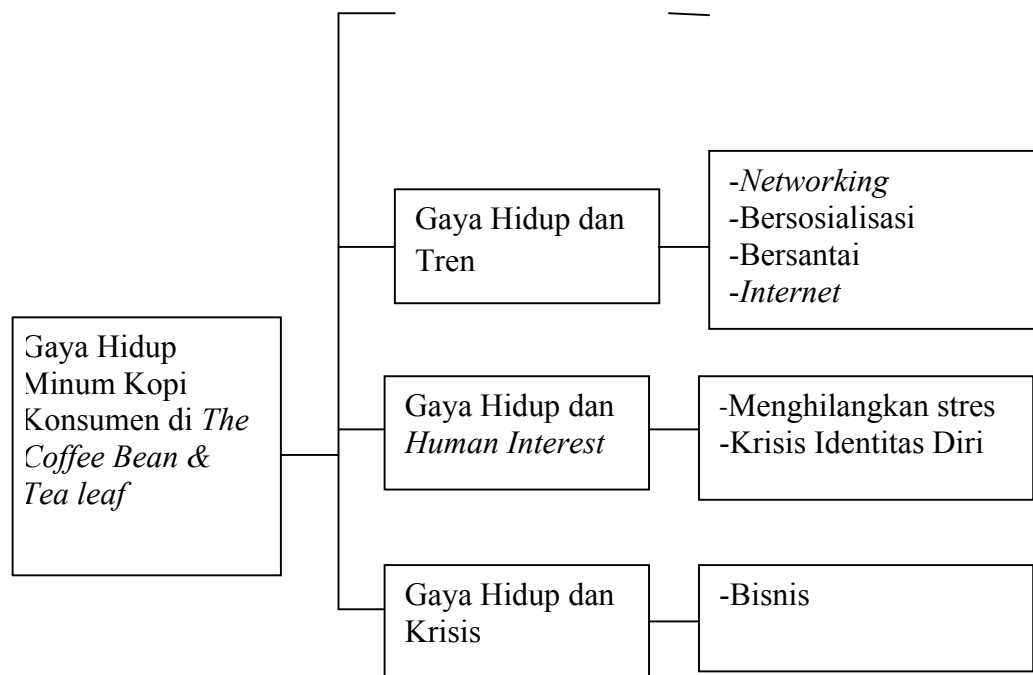 Gaya Hidup
Minum Kopi
Konsumen di The
Coffee Bean &
Tea leaf
Gaya Hidup dan
Tren
-Networking
-Bersosialisasi
-Bersantai
-Internet
Gaya Hidup dan
Human Interest
-Menghilangkan stres
-Krisis Identitas Diri
Gaya Hidup dan
Krisis
-Bisnis